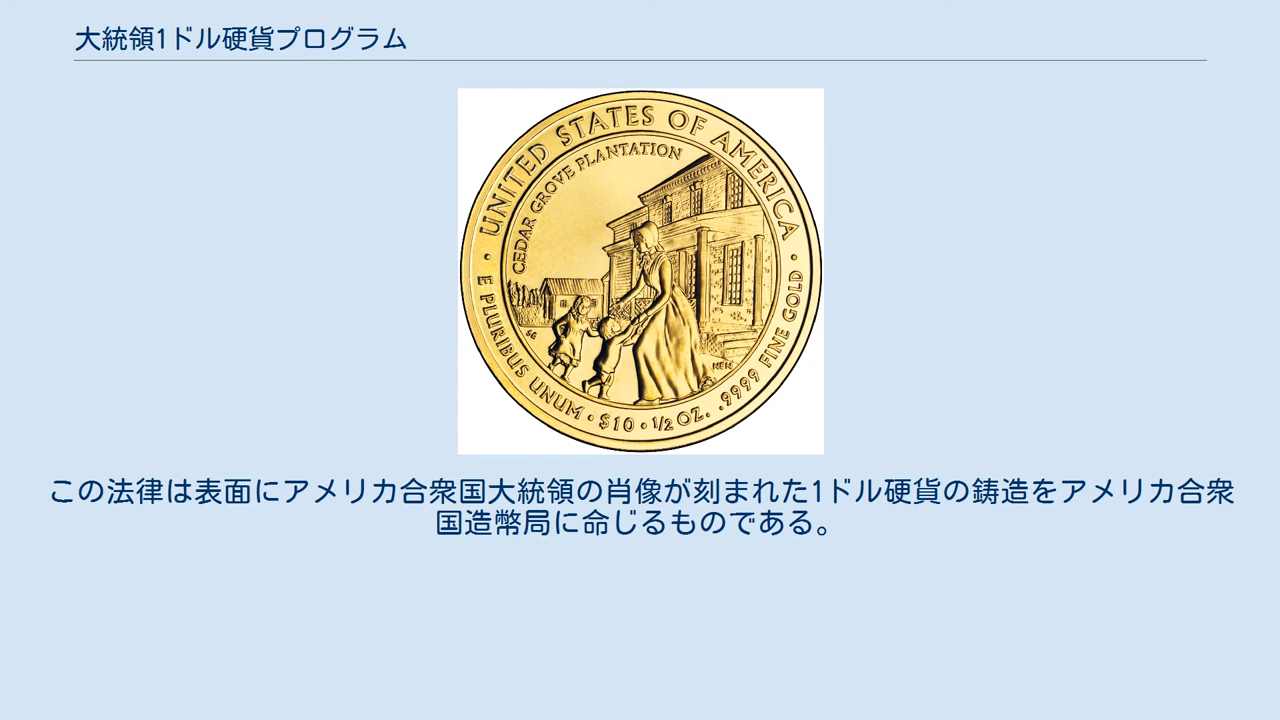 大統領1ドル硬貨プログラム
UNITED STATES OF AMERICA
CEDAR GROVE PLANTATION
E PLURIBUS UNUM · $10 · 1/2 OZ. .9999 FINE GOLD
この法律は表面にアメリカ合衆国大統領の肖像が刻まれた1ドル硬貨の鋳造をアメリカ合衆
国造幣局に命じるものである。